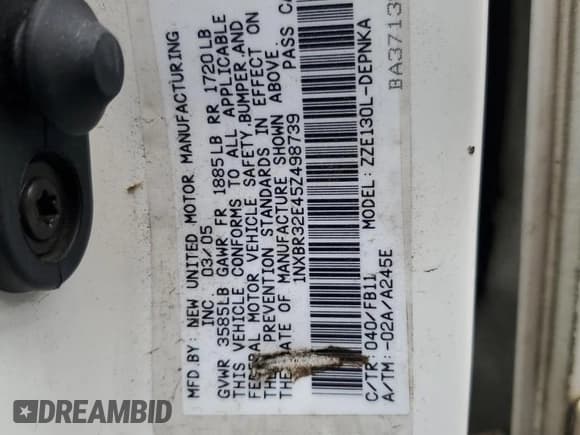 MFD.BY: NEW UNITED MOTOR MANUFACTURING
INC. 03/05
GVWR 3585LB GAWR FR 1885LB RR 1720LB
THIS VEHICLE CONFORMS TO ALL APPLICABLE
FEDERAL MOTOR VEHICLE SAFETY,BUMPER,AND
PREVENTION STANDARDS IN EFFECT ON
THE DATE OF MANUFACTURE SHOWN ABOVE.
1NXBR32E45Z498739 PASS CA
C/TR: 040/FB11 MODEL: ZZE130L-DEPNKA
A/TM: -02A/A245E
BA3713
DREAMBID